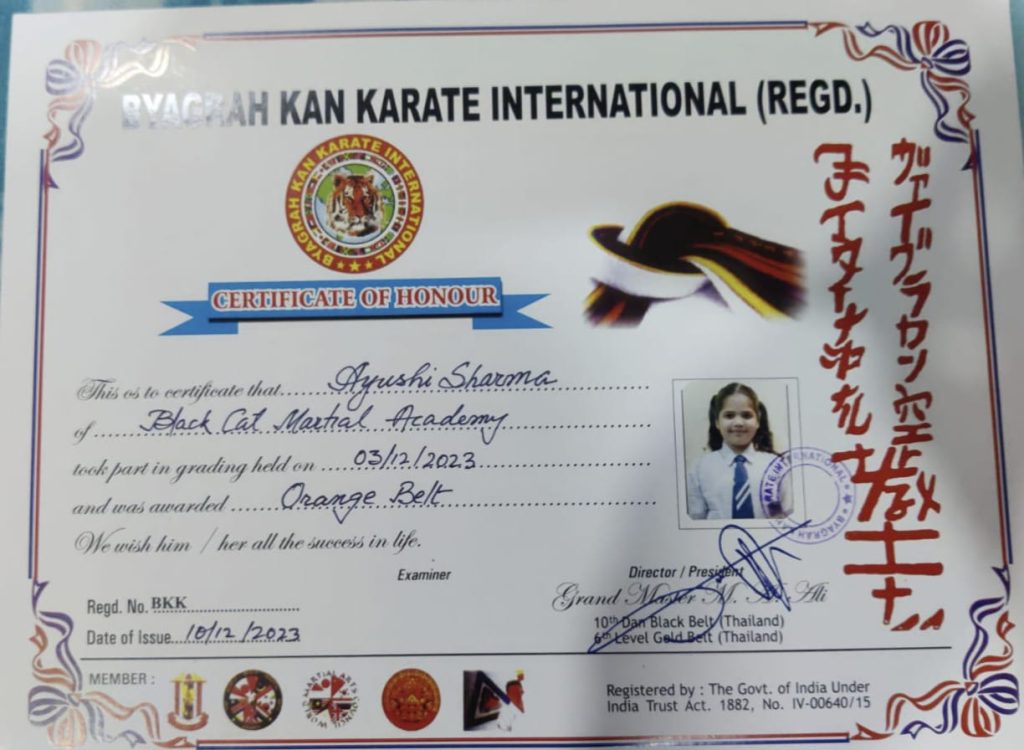 BYAGRAH KAN KARATE INTERNATIONAL (REGD.)
BYAGRAH KAN KARATE INTERNATIONAL
CERTIFICATE OF HONOUR
This os to certificate that Ayushi Sharma
of Black Cat Martial Academy
took part in grading held on 03/12/2023
and was awarded Orange Belt
We wish him / her all the success in life.
Examiner
Director / President
Grand Master M. Ali
Regd. No. BKK
10th Dan Black Belt (Thailand)
6th Level Gold Belt (Thailand)
Date of Issue 10/12/2023
MEMBER :
MARTIAL ARTS
WORLD
Registered by : The Govt. of India Under
India Trust Act. 1882, No. IV-00640/15